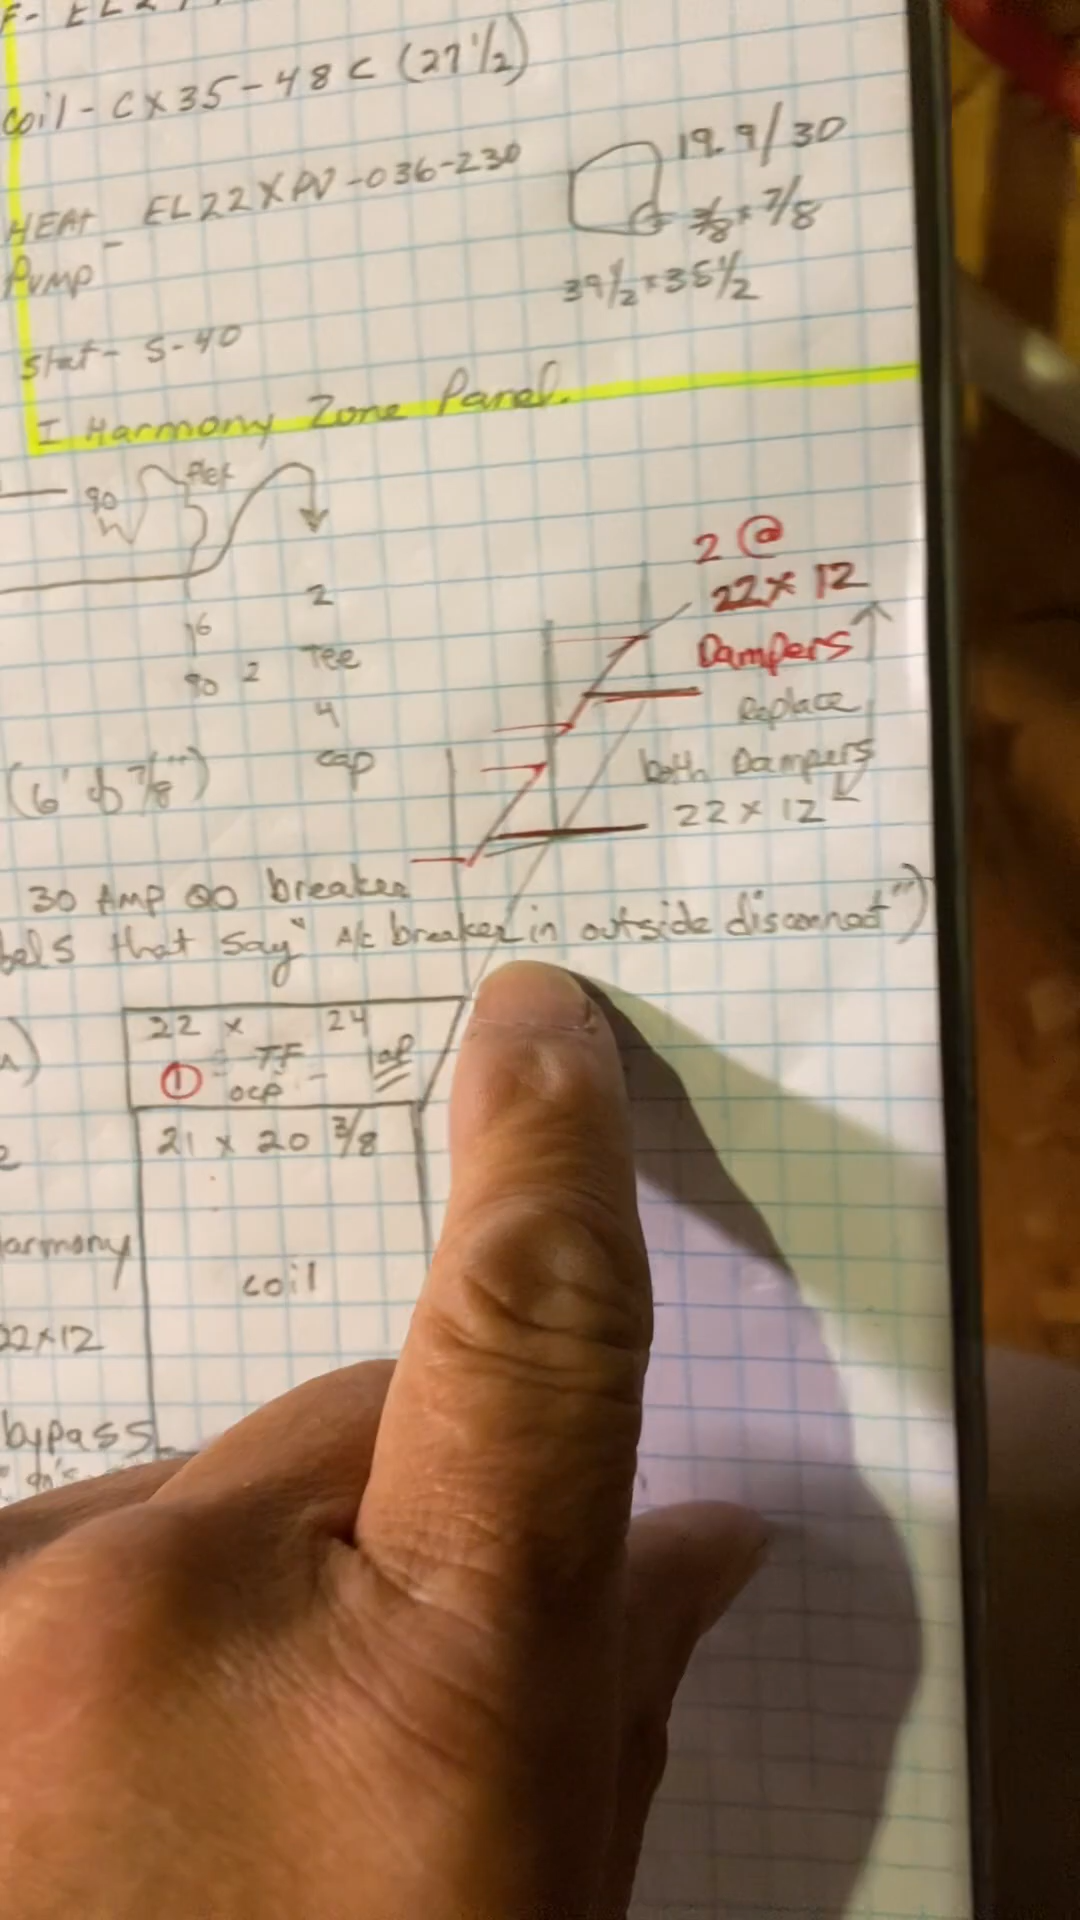 coil - CX35-48C (27 1/2)
HEAT Pump - EL22XPV-036-230
19.9/30
3/8 x 7/8
39 1/2 x 35 1/2
Stat - S-40
I Harmony Zone Panel.
90
flex
2 @
22 x 12
Dampers
16
90 2
2
Tee
4
cap
Replace
both Dampers
22 x 12
(6' of 7/8")
30 Amp QO breaker
bels that say "A/C breaker in outside disconnect")
22 x 24
① TF
OCP
21 x 20 3/8
armony
coil
22x12
bypass